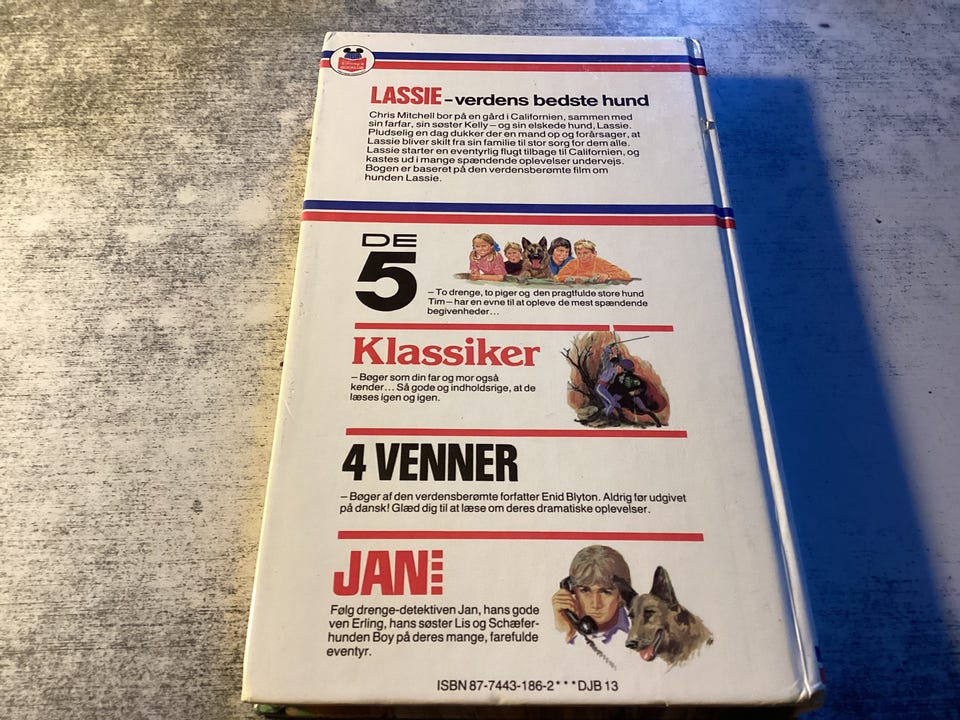 LASSIE – verdens bedste hund
Chris Mitchell bor på en gård i Californien, sammen med
sin farfar, sin søster Kelly – og sin elskede hund, Lassie.
Pludselig en dag dukker der en mand op og forårsager, at
Lassie bliver skilt fra sin familie til stor sorg for dem alle.
Lassie starter en eventyrlig flugt tilbage til Californien, og
kastes ud i mange spændende oplevelser undervejs.
Bogen er baseret på den verdensberømte film om
hunden Lassie.
DE
5
– To drenge, to piger og den pragtfulde store hund
Tim – har en evne til at opleve de mest spændende
begivenheder...
Klassiker
– Bøger som din far og mor også
kender... Så gode og indholdsrige, at de
læses igen og igen.
4 VENNER
– Bøger af den verdensberømte forfatter Enid Blyton. Aldrig før udgivet
på dansk! Glæd dig til at læse om deres dramatiske oplevelser.
JAN
Følg drenge-detektiven Jan, hans gode
ven Erling, hans søster Lis og Schæfer-
hunden Boy på deres mange, farefulde
eventyr.
ISBN 87-7443-186-2***DJB 13